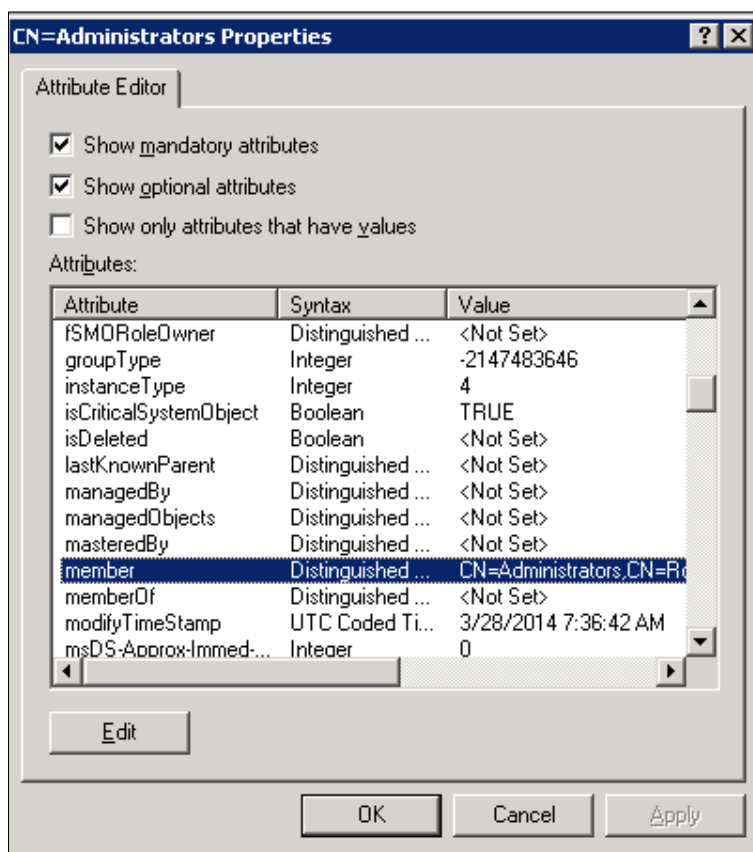 CN=Administrators Properties
Attribute Editor
Show mandatory attributes
Show optional attributes
Show only attributes that have values
Attributes:
Attribute Syntax Value
fSMORoleOwner Distinguished ... <Not Set>
groupType Integer -2147483646
instanceType Integer 4
isCriticalSystemObject Boolean TRUE
isDeleted Boolean <Not Set>
lastKnownParent Distinguished ... <Not Set>
managedBy Distinguished ... <Not Set>
managedObjects Distinguished ... <Not Set>
masteredBy Distinguished ... <Not Set>
member Distinguished ... CN=Administrators,CN=Ro
memberOf Distinguished ... <Not Set>
modifyTimeStamp UTC Coded Ti... 3/28/2014 7:36:42 AM
msDS-Approx-Immed-... Integer 0
Edit
OK Cancel Apply